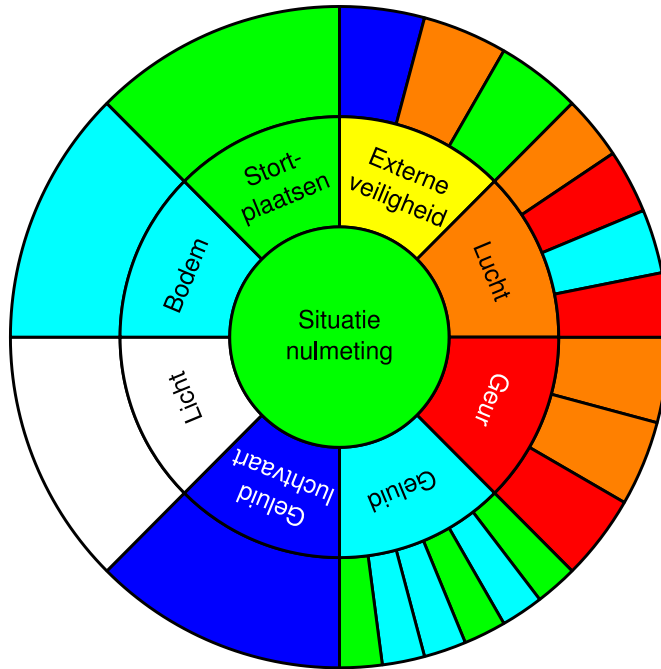 Situatie
nulmeting
Externe
veiligheid
Lucht
Geur
Geluid
Geluid
luchtvaart
Licht
Bodem
Stort-
plaatsen